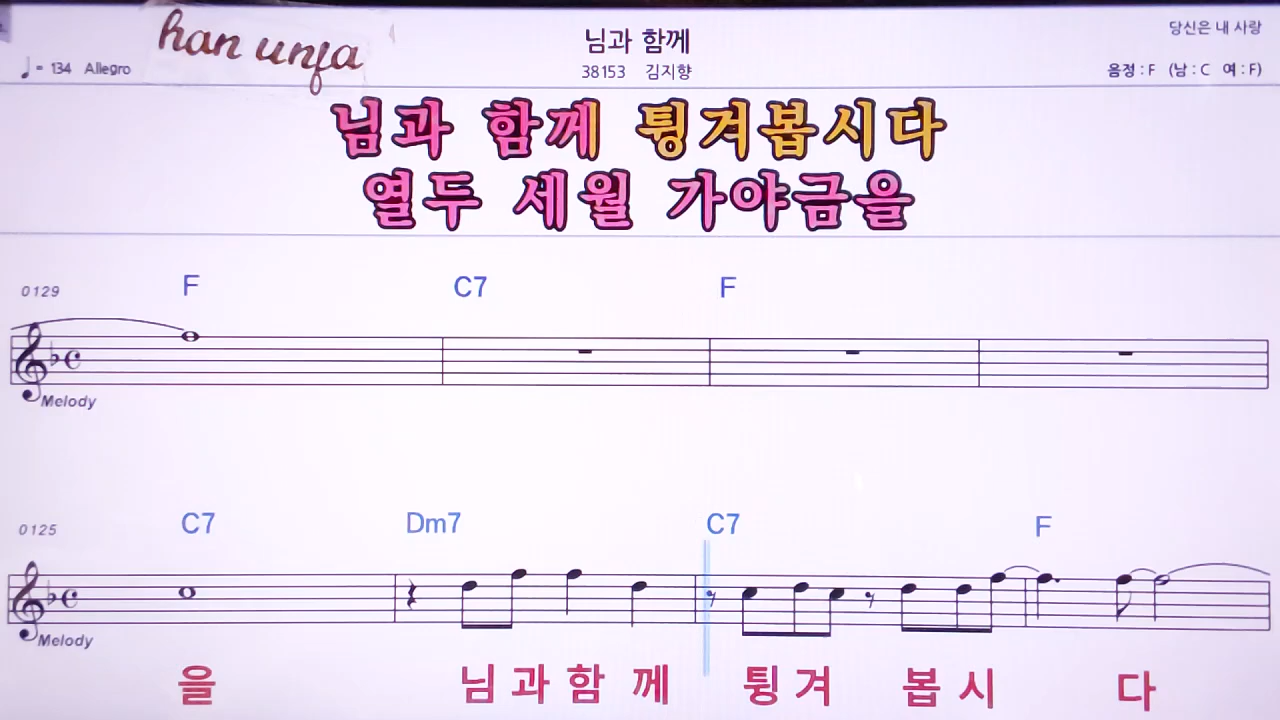 han unja
님과 함께
당신은 내 사랑
♩= 134 Allegro
38153 김지향
음정 : F (남 : C 여 : F)
님과 함께 튕겨봅시다
열두 세월 가야금을
0129 F C7 F
Melody
0125 C7 Dm7 C7 F
Melody
을 님과함 께 튕겨 봅시 다